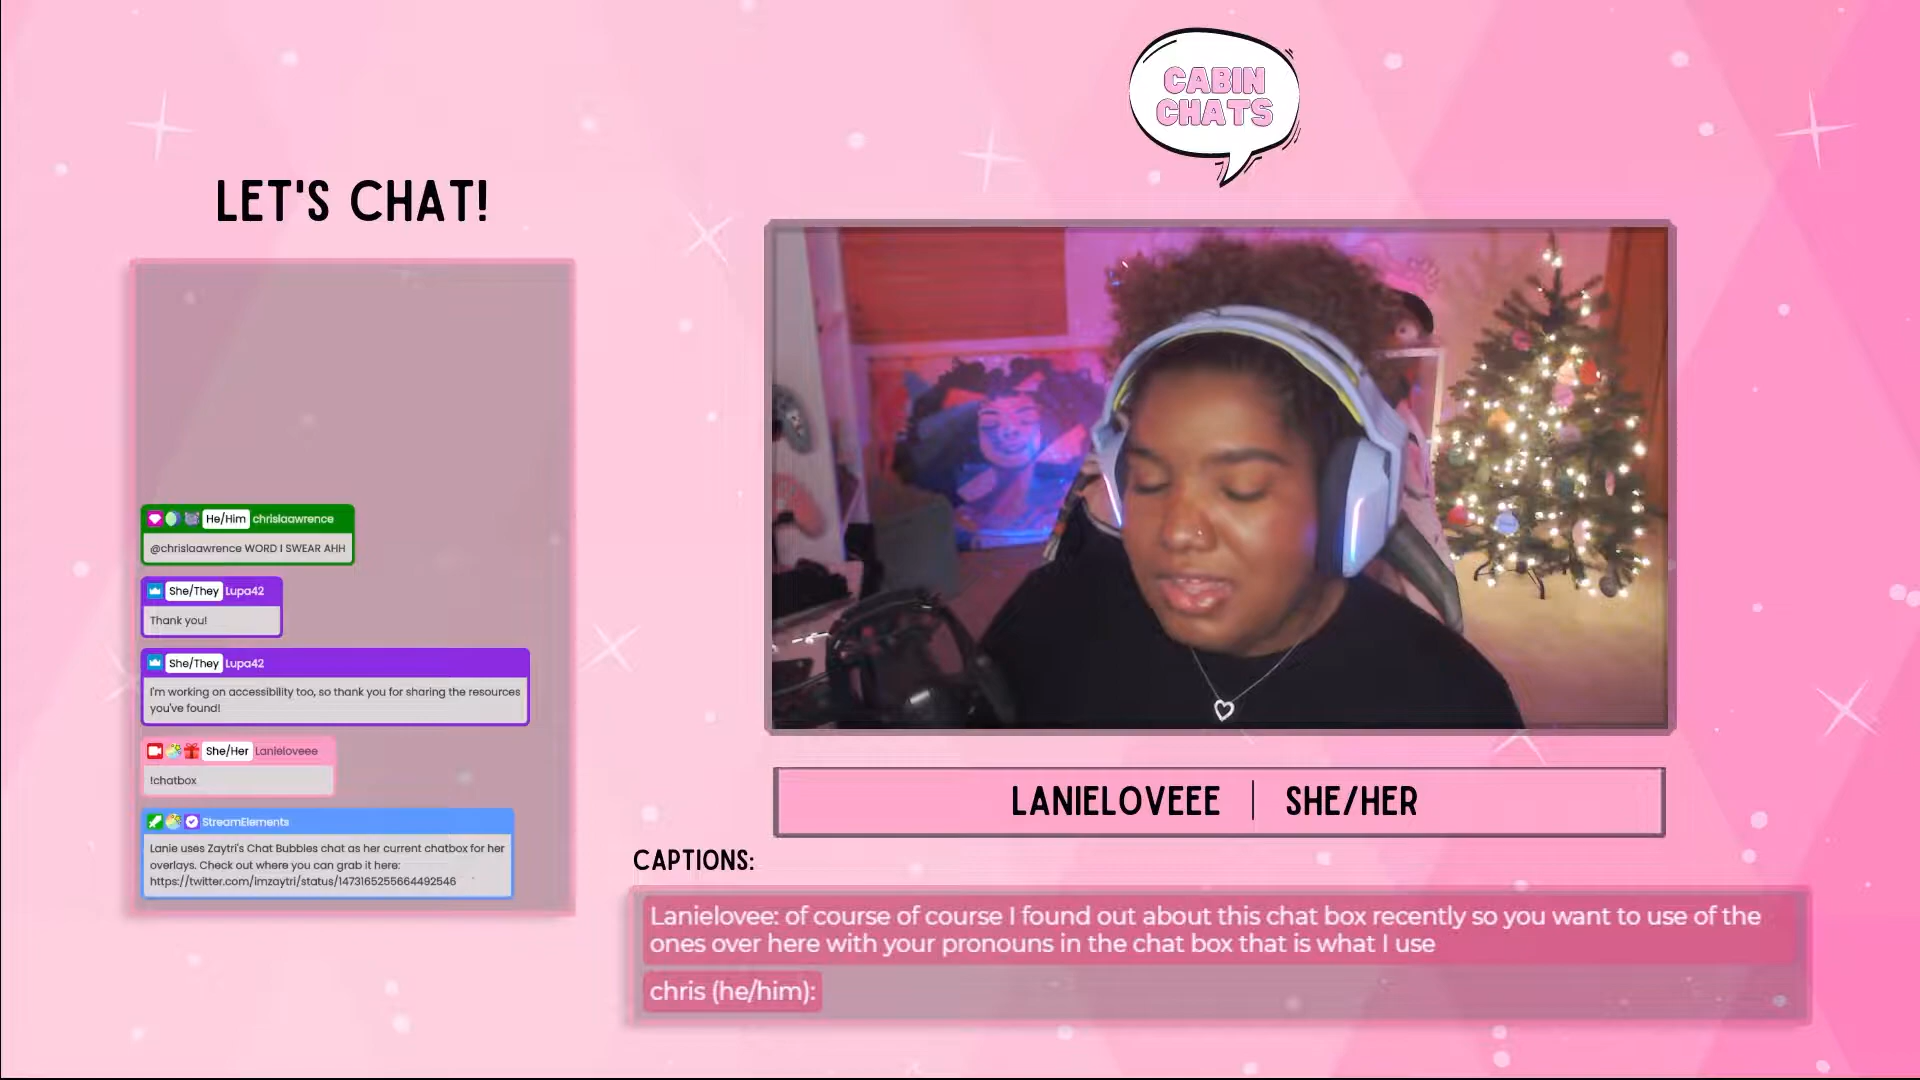 CABIN
CHATS
LET'S CHAT!
He/Him chrislaawrence
@chrislaawrence WORD I SWEAR AHH
She/They Lupa42
Thank you!
She/They Lupa42
I'm working on accessibility too, so thank you for sharing the resources
you've found!
She/Her Lanieloveee
!chatbox
StreamElements
Lanie uses Zaytri's Chat Bubbles chat as her current chatbox for her
overlays. Check out where you can grab it here:
https://twitter.com/imzaytri/status/1473165255664492546
LANIELOVEEE | SHE/HER
CAPTIONS:
Lanielovee: of course of course I found out about this chat box recently so you want to use of the
ones over here with your pronouns in the chat box that is what I use
chris (he/him):